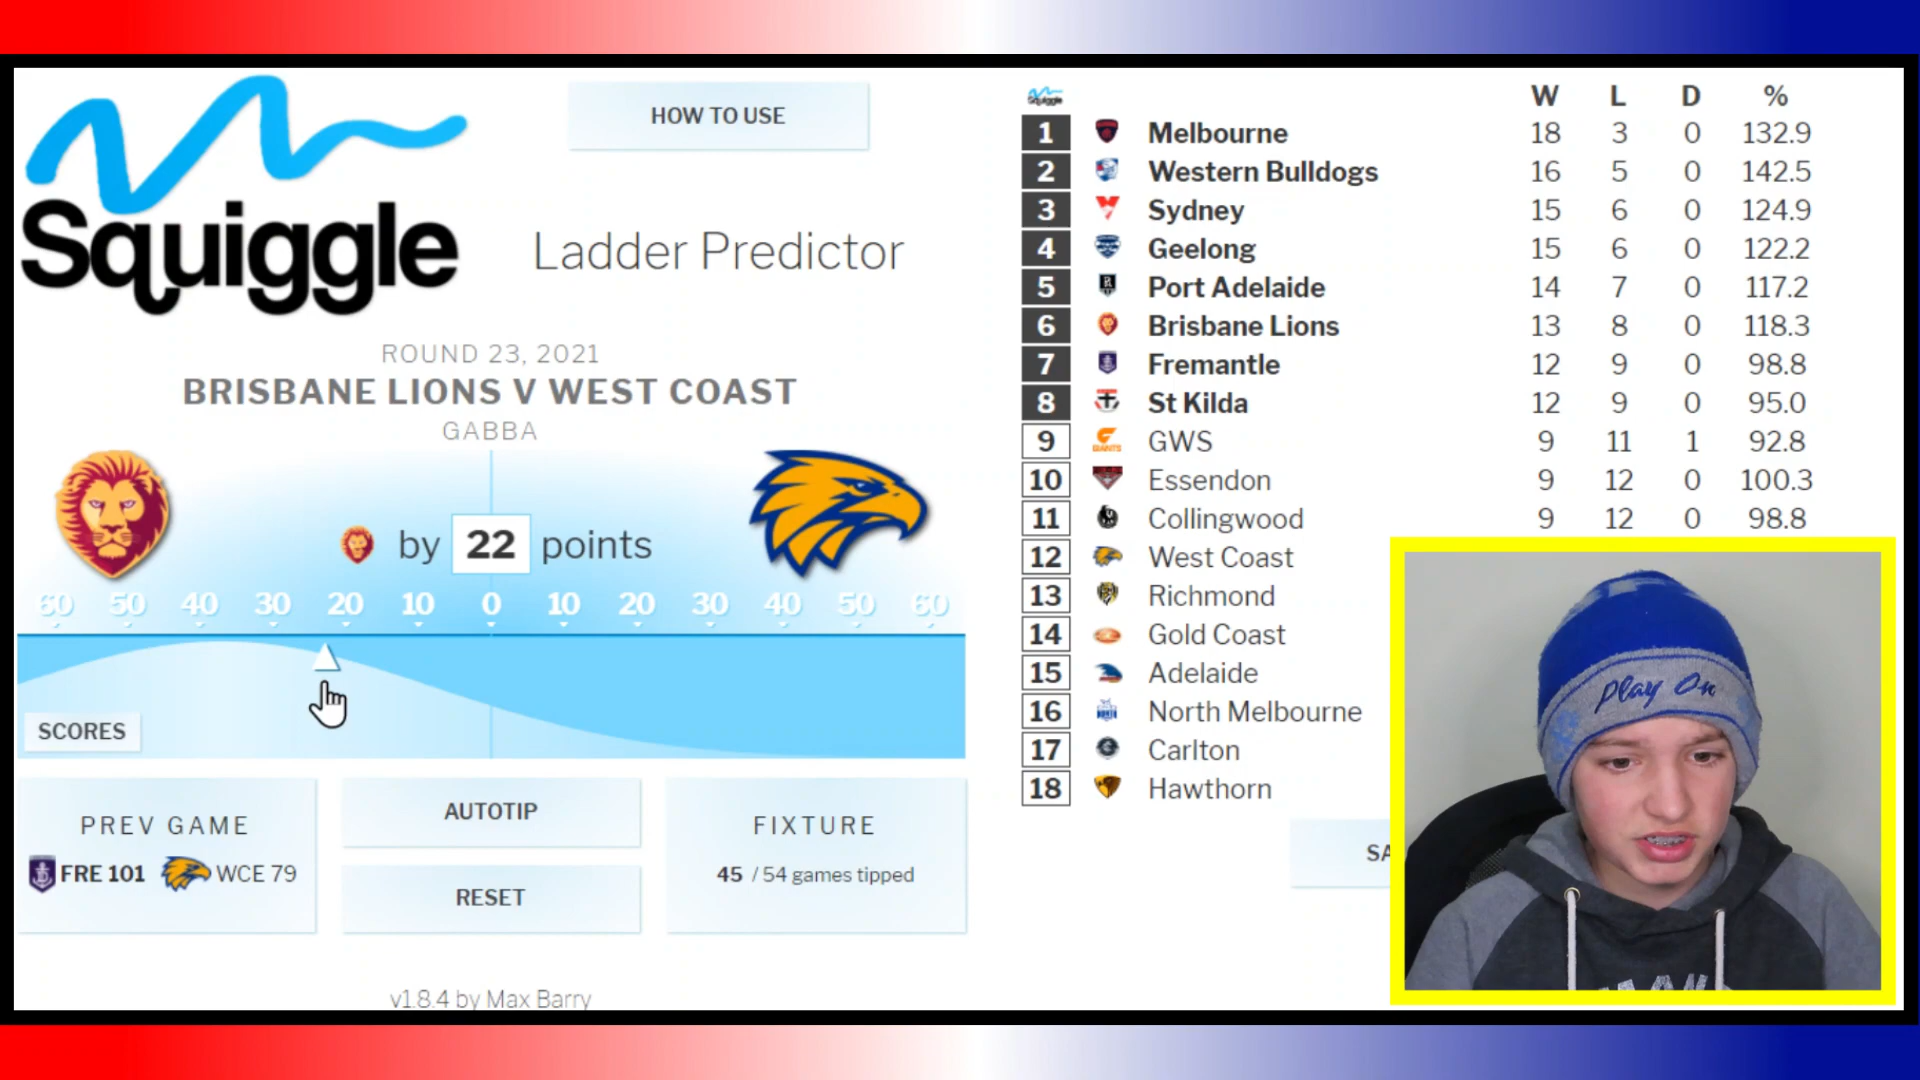 Squiggle
HOW TO USE
Ladder Predictor
ROUND 23, 2021
BRISBANE LIONS V WEST COAST
GABBA
by 22 points
60 50 40 30 20 10 0 10 20 30 40 50 60
SCORES
PREV GAME
FRE 101 WCE 79
AUTOTIP
RESET
FIXTURE
45 / 54 games tipped
v1.8.4 by Max Barry
Squiggle W L D %
1 Melbourne 18 3 0 132.9
2 Western Bulldogs 16 5 0 142.5
3 Sydney 15 6 0 124.9
4 Geelong 15 6 0 122.2
5 Port Adelaide 14 7 0 117.2
6 Brisbane Lions 13 8 0 118.3
7 Fremantle 12 9 0 98.8
8 St Kilda 12 9 0 95.0
9 GWS 9 11 1 92.8
10 Essendon 9 12 0 100.3
11 Collingwood 9 12 0 98.8
12 West Coast
13 Richmond
14 Gold Coast
15 Adelaide
16 North Melbourne
17 Carlton
18 Hawthorn
SA
Play On